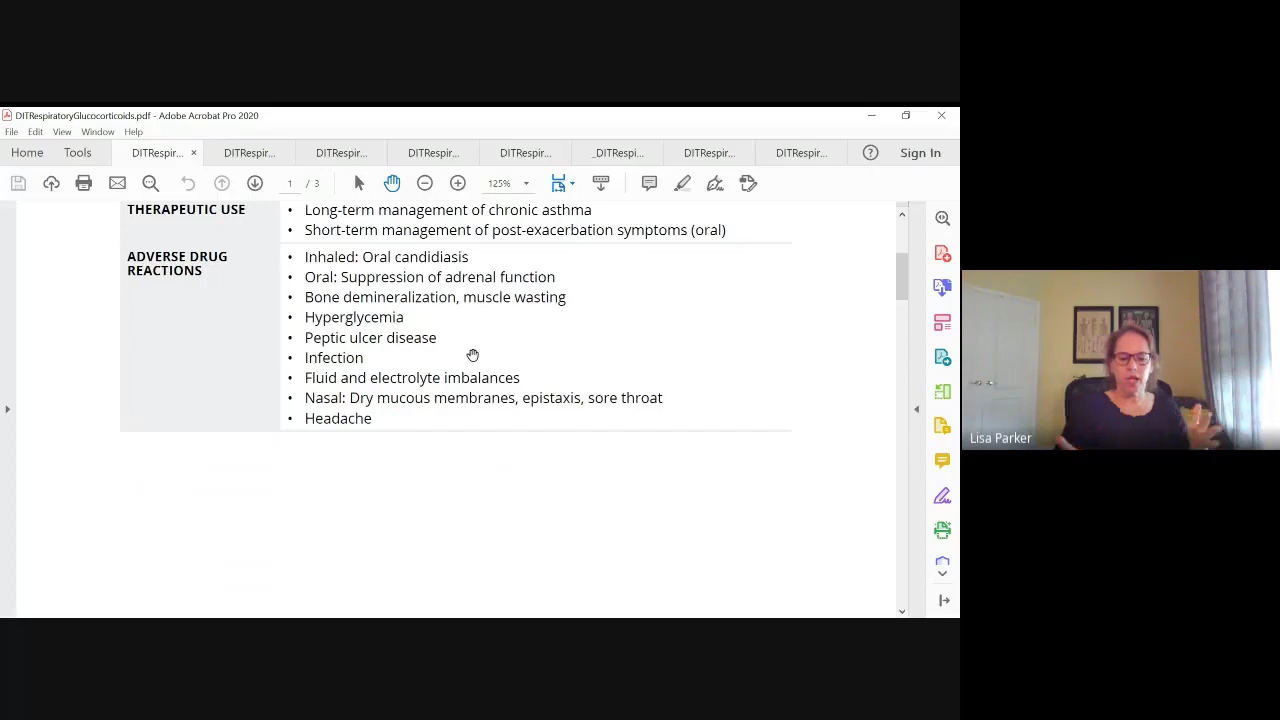 DITRespiratoryGlucocorticoids.pdf - Adobe Acrobat Pro 2020
File Edit View Window Help
Home Tools DITRespir... × DITRespir... DITRespir... DITRespir... DITRespir... _DITRespi... DITRespir... DITRespir... Sign In
1 / 3 125%
THERAPEUTIC USE
• Long-term management of chronic asthma
• Short-term management of post-exacerbation symptoms (oral)
ADVERSE DRUG
REACTIONS
• Inhaled: Oral candidiasis
• Oral: Suppression of adrenal function
• Bone demineralization, muscle wasting
• Hyperglycemia
• Peptic ulcer disease
• Infection
• Fluid and electrolyte imbalances
• Nasal: Dry mucous membranes, epistaxis, sore throat
• Headache
Lisa Parker